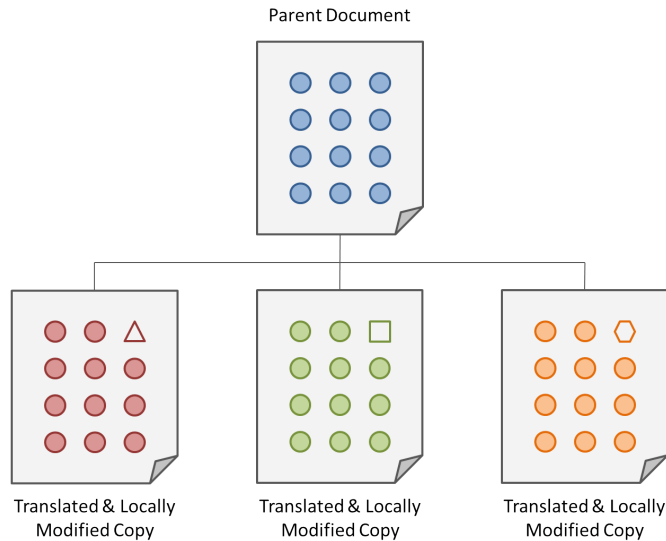 Parent Document
Translated & Locally
Modified Copy
Translated & Locally
Modified Copy
Translated & Locally
Modified Copy